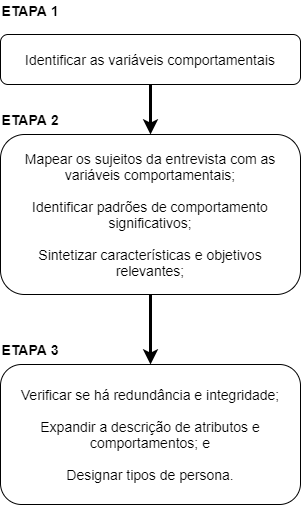 ETAPA 1
Identificar as variáveis comportamentais
ETAPA 2
Mapear os sujeitos da entrevista com as
variáveis comportamentais;
Identificar padrões de comportamento
significativos;
Sintetizar características e objetivos
relevantes;
ETAPA 3
Verificar se há redundância e integridade;
Expandir a descrição de atributos e
comportamentos; e
Designar tipos de persona.